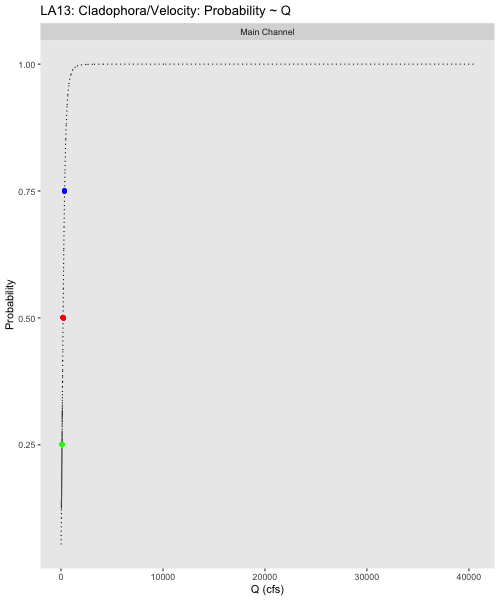 LA13: Cladophora/Velocity: Probability ~ Q
Main Channel
1.00
0.75
0.50
0.25
Probability
0 10000 20000 30000 40000
Q (cfs)